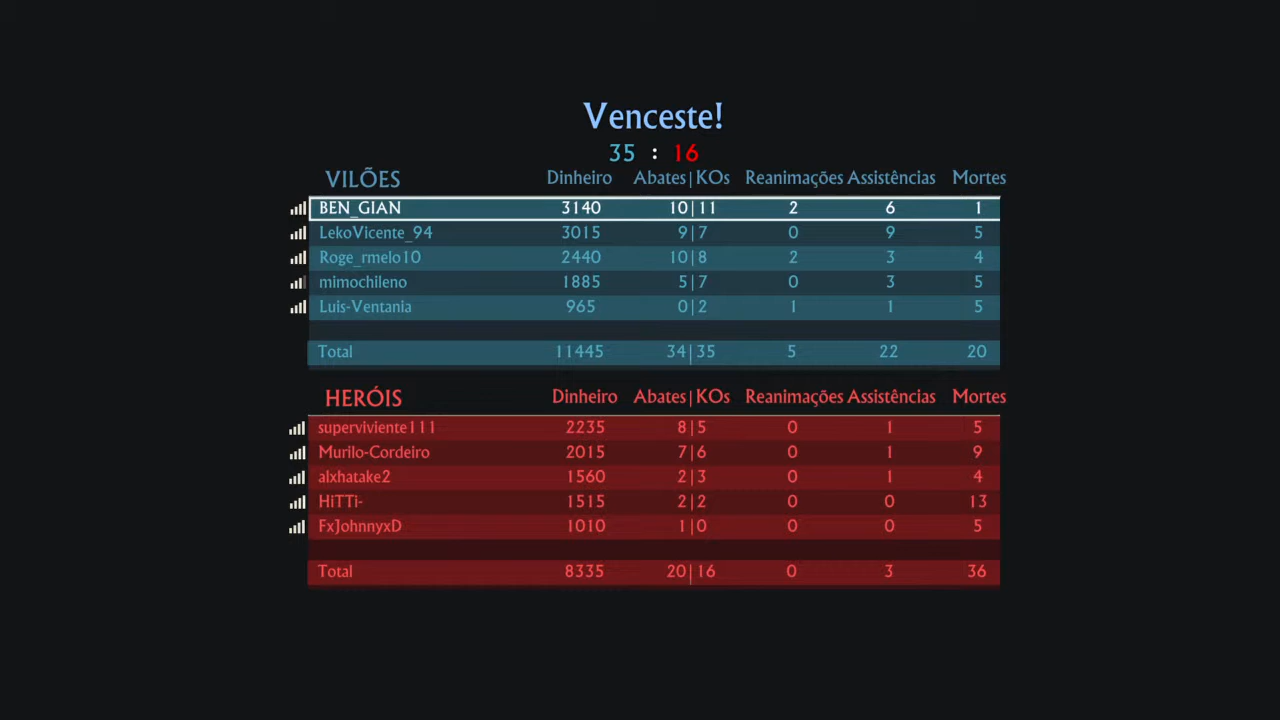 Venceste!
35 : 16
VILÕES Dinheiro Abates|KOs Reanimações Assistências Mortes
BEN_GIAN 3140 10|11 2 6 1
LekoVicente_94 3015 9|7 0 9 5
Roge_rmelo10 2440 10|8 2 3 4
mimochileno 1885 5|7 0 3 5
Luis-Ventania 965 0|2 1 1 5
Total 11445 34|35 5 22 20
HERÓIS Dinheiro Abates|KOs Reanimações Assistências Mortes
superviviente111 2235 8|5 0 1 5
Murilo-Cordeiro 2015 7|6 0 1 9
alxhatake2 1560 2|3 0 1 4
HiTTi- 1515 2|2 0 0 13
FxJohnnyxD 1010 1|0 0 0 5
Total 8335 20|16 0 3 36